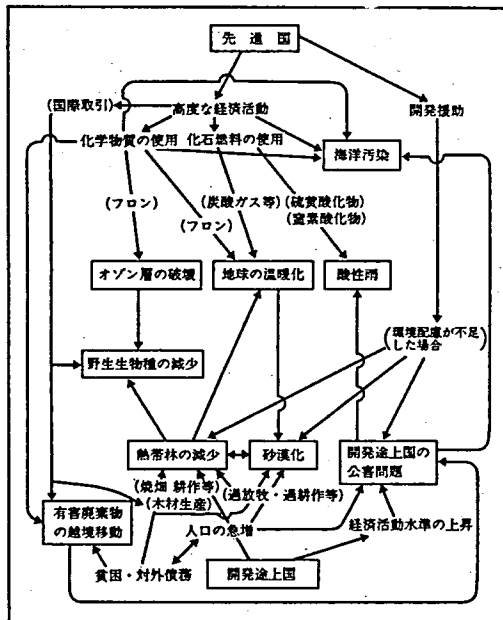 先進国
(国際取引)
高度な経済活動
開発援助
化学物質の使用
化石燃料の使用
海洋汚染
(フロン)
(フロン)
(炭酸ガス等)
(硫黄酸化物)
(窒素酸化物)
オゾン層の破壊
地球の温暖化
酸性雨
(環境配慮が不足
した場合)
野生生物種の減少
熱帯林の減少
砂漠化
開発途上国の
公害問題
(焼畑 耕作等)
(過放牧・過耕作等)
(木材生産)
有害廃棄物
の越境移動
人口の急増
経済活動水準の上昇
貧困・対外債務
開発途上国